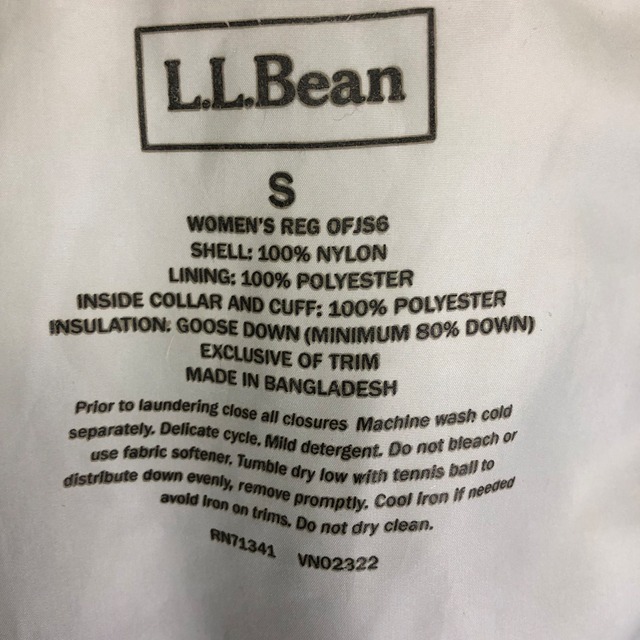 L.L.Bean
S
WOMEN'S REG OFJS6
SHELL: 100% NYLON
LINING: 100% POLYESTER
INSIDE COLLAR AND CUFF: 100% POLYESTER
INSULATION: GOOSE DOWN (MINIMUM 80% DOWN)
EXCLUSIVE OF TRIM
MADE IN BANGLADESH
Prior to laundering close all closures Machine wash cold
separately. Delicate cycle. Mild detergent. Do not bleach or
use fabric softener. Tumble dry low with tennis ball to
distribute down evenly, remove promptly. Cool Iron if needed
avoid Iron on trims. Do not dry clean.
RN71341 VN02322